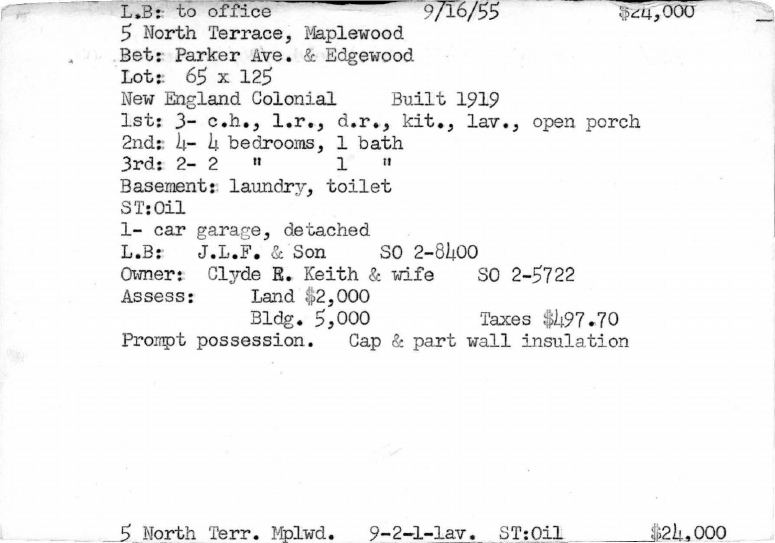 L.B: to office 9/16/55 $24,000
5 North Terrace, Maplewood
Bet: Parker Ave. & Edgewood
Lot: 65 x 125
New England Colonial Built 1919
1st: 3- c.h., l.r., d.r., kit., lav., open porch
2nd: 4- 4 bedrooms, 1 bath
3rd: 2- 2 " 1 "
Basement: laundry, toilet
ST:Oil
1- car garage, detached
L.B: J.L.F. & Son SO 2-8400
Owner: Clyde R. Keith & wife SO 2-5722
Assess: Land $2,000
Bldg. 5,000 Taxes $497.70
Prompt possession. Cap & part wall insulation
5 North Terr. Mplwd. 9-2-1-lav. ST:Oil $24,000